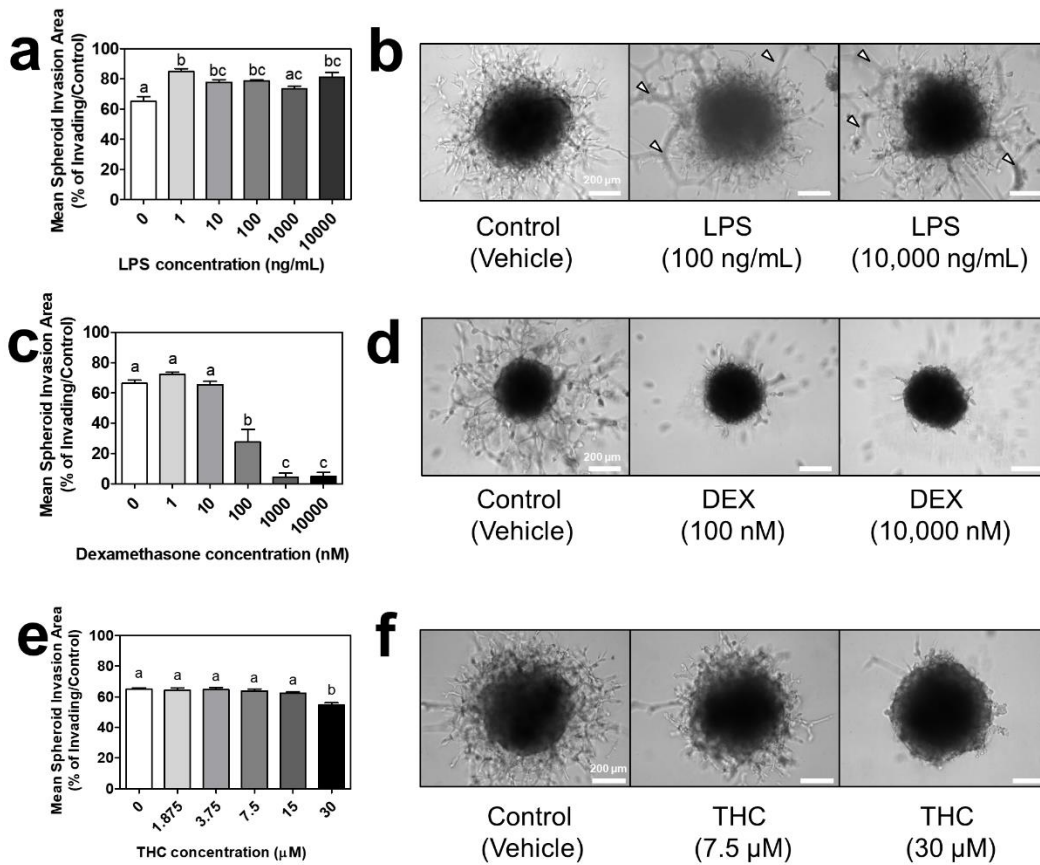 a
Mean Spheroid Invasion Area
(% of Invading/Control)
100
80
60
40
20
0
a
b
bc
bc
ac
bc
0
1
10
100
1000
10000
LPS concentration (ng/mL)
b
200 µm
Control
(Vehicle)
LPS
(100 ng/mL)
LPS
(10,000 ng/mL)
c
Mean Spheroid Invasion Area
(% of Invading/Control)
100
80
60
40
20
0
a
a
a
b
c
c
0
1
10
100
1000
10000
Dexamethasone concentration (nM)
d
200 µm
Control
(Vehicle)
DEX
(100 nM)
DEX
(10,000 nM)
e
Mean Spheroid Invasion Area
(% of Invading/Control)
100
80
60
40
20
0
a
a
a
a
a
b
0
1.875
3.75
7.5
15
30
THC concentration (µM)
f
200 µm
Control
(Vehicle)
THC
(7.5 µM)
THC
(30 µM)